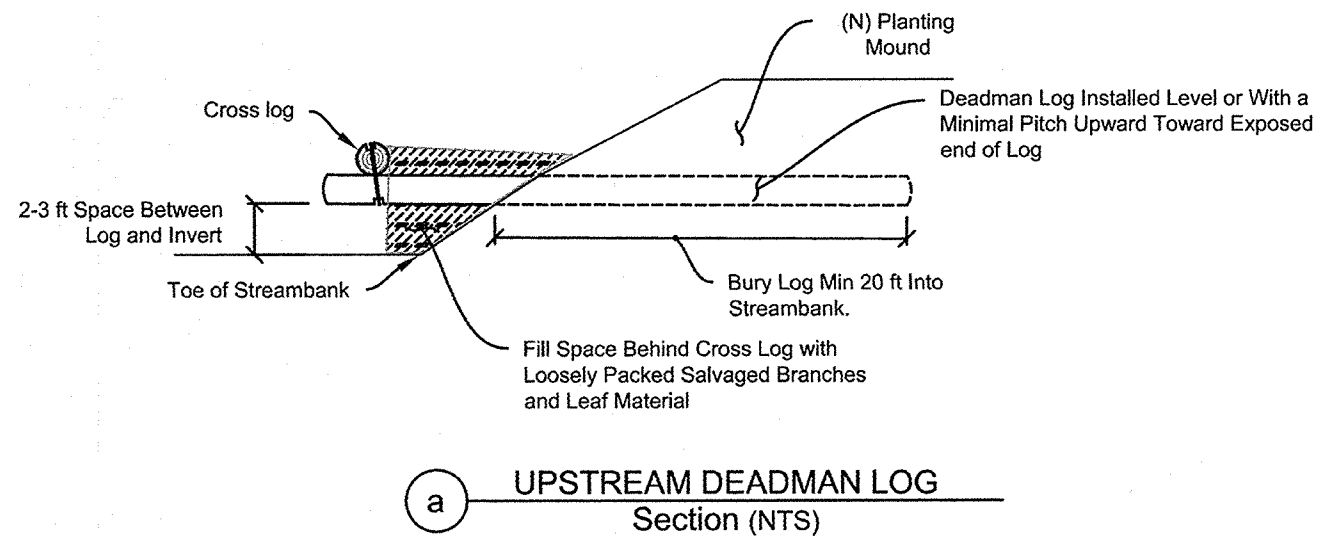 (N) Planting
Mound
Cross log
Deadman Log Installed Level or With a
Minimal Pitch Upward Toward Exposed
end of Log
2-3 ft Space Between
Log and Invert
Toe of Streambank
Bury Log Min 20 ft Into
Streambank.
Fill Space Behind Cross Log with
Loosely Packed Salvaged Branches
and Leaf Material
a
UPSTREAM DEADMAN LOG
Section (NTS)